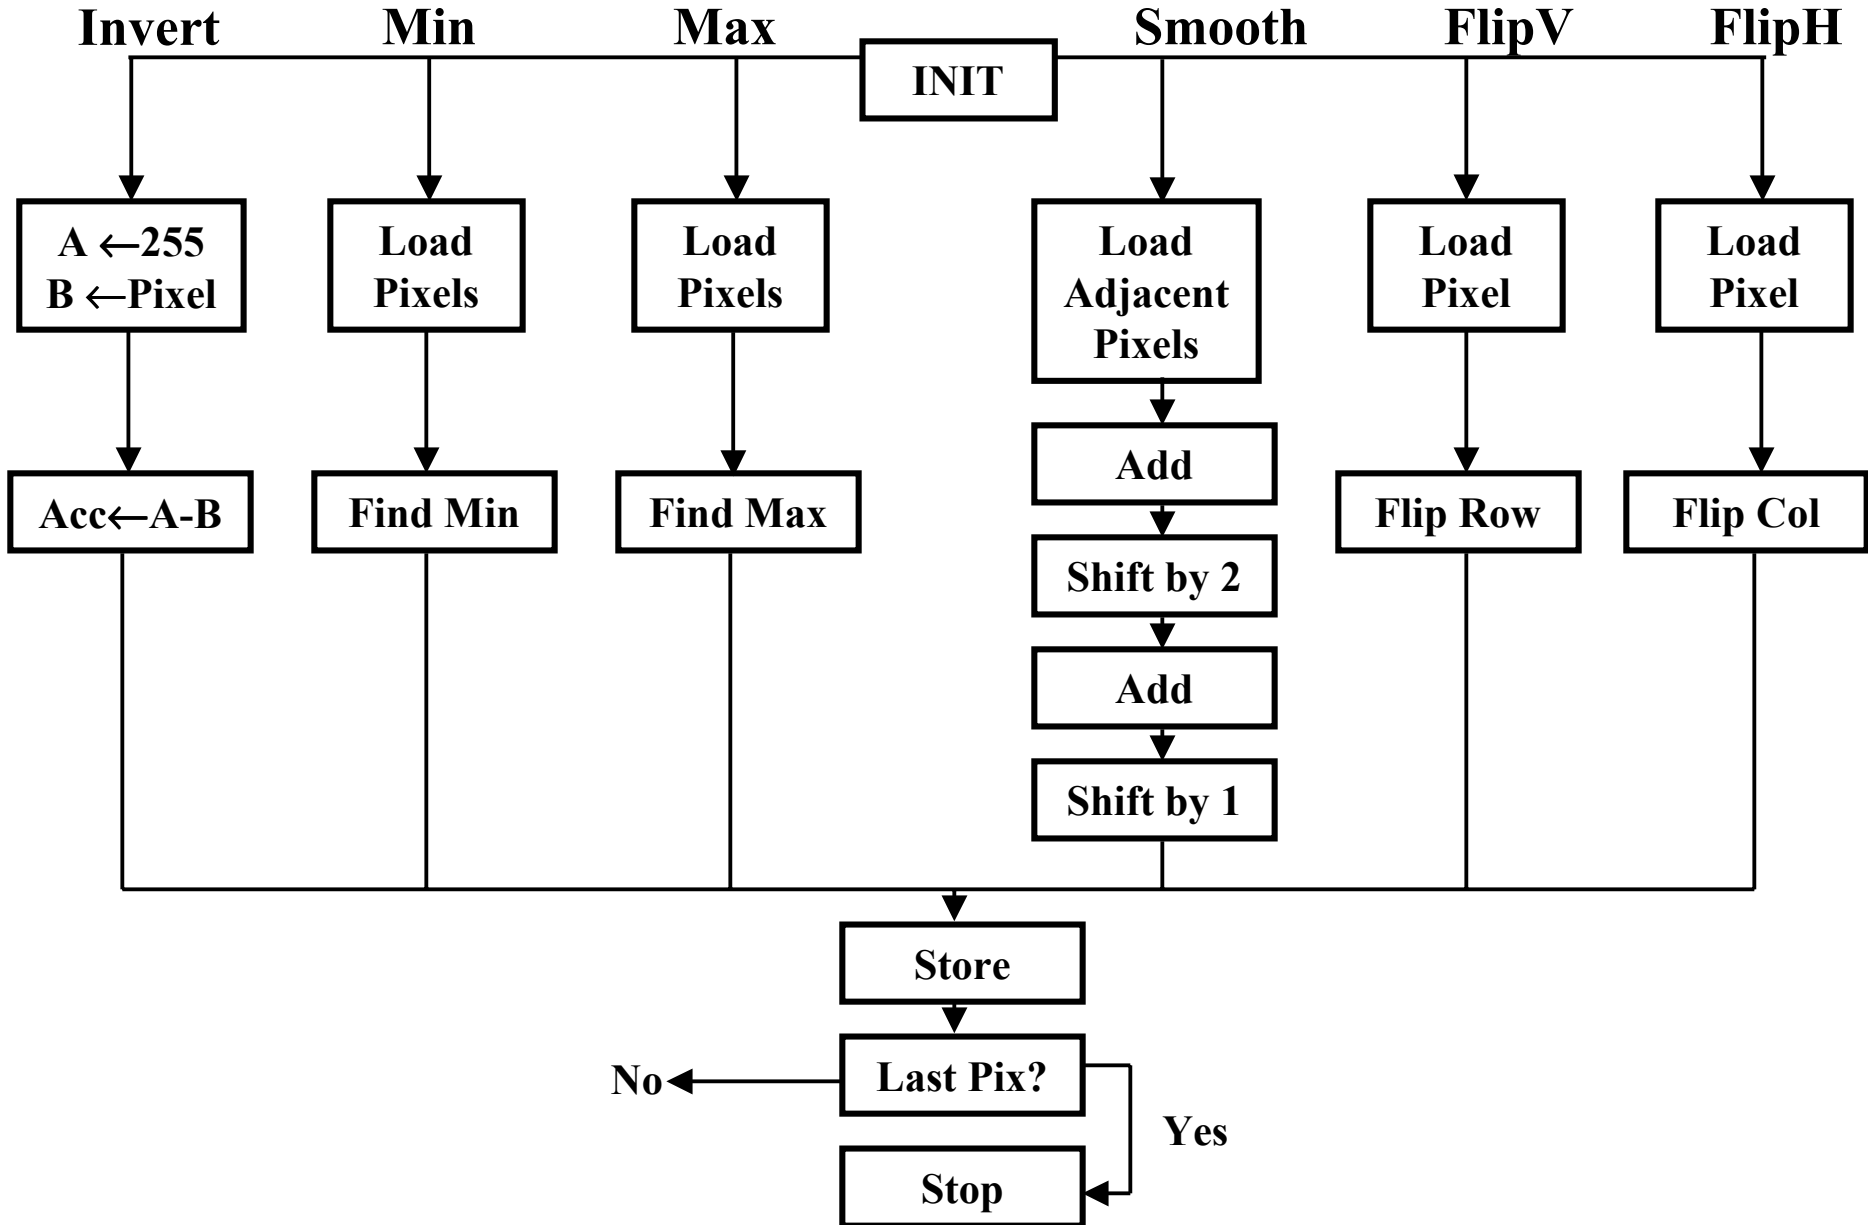 Invert
Min
Max
Smooth
FlipV
FlipH
INIT
A ←255
B ←Pixel
Load
Pixels
Load
Pixels
Load
Adjacent
Pixels
Load
Pixel
Load
Pixel
Acc←A-B
Find Min
Find Max
Add
Shift by 2
Add
Shift by 1
Flip Row
Flip Col
Store
Last Pix?
No
Yes
Stop